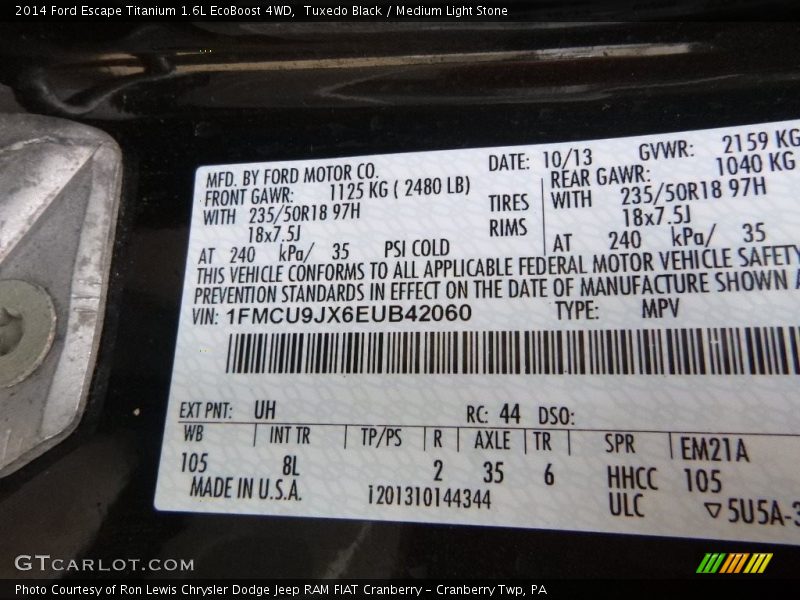 2014 Ford Escape Titanium 1.6L EcoBoost 4WD,  Tuxedo Black / Medium Light Stone
MFD. BY FORD MOTOR CO.
DATE: 10/13
GVWR: 2159 KG
FRONT GAWR: 1125 KG ( 2480 LB)
REAR GAWR: 1040 KG
WITH 235/50R18 97H
TIRES
WITH 235/50R18 97H
18x7.5J
RIMS
18x7.5J
AT 240 kPa/ 35 PSI COLD
AT 240 kPa/ 35
THIS VEHICLE CONFORMS TO ALL APPLICABLE FEDERAL MOTOR VEHICLE SAFETY
PREVENTION STANDARDS IN EFFECT ON THE DATE OF MANUFACTURE SHOWN A
VIN: 1FMCU9JX6EUB42060
TYPE: MPV
EXT PNT: UH
RC: 44 DSO:
WB INT TR TP/PS R AXLE TR SPR EM21A
105 8L 2 35 6 HHCC 105
MADE IN U.S.A. i201310144344 ULC ▽5U5A-3
GTCARLOT.COM
Photo Courtesy of Ron Lewis Chrysler Dodge Jeep RAM FIAT Cranberry – Cranberry Twp, PA